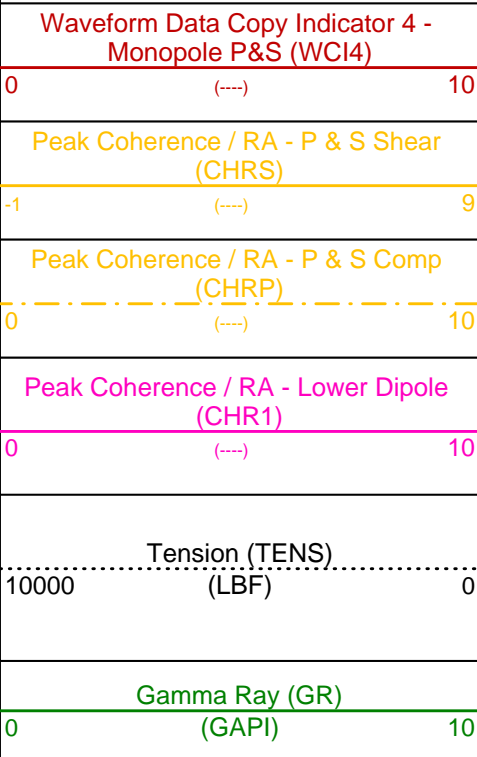 Waveform Data Copy Indicator 4 -
Monopole P&S (WCI4)
0 (----) 10
Peak Coherence / RA - P & S Shear
(CHRS)
-1 (----) 9
Peak Coherence / RA - P & S Comp
(CHRP)
0 (----) 10
Peak Coherence / RA - Lower Dipole
(CHR1)
0 (----) 10
Tension (TENS)
10000 (LBF) 0
Gamma Ray (GR)
0 (GAPI) 10